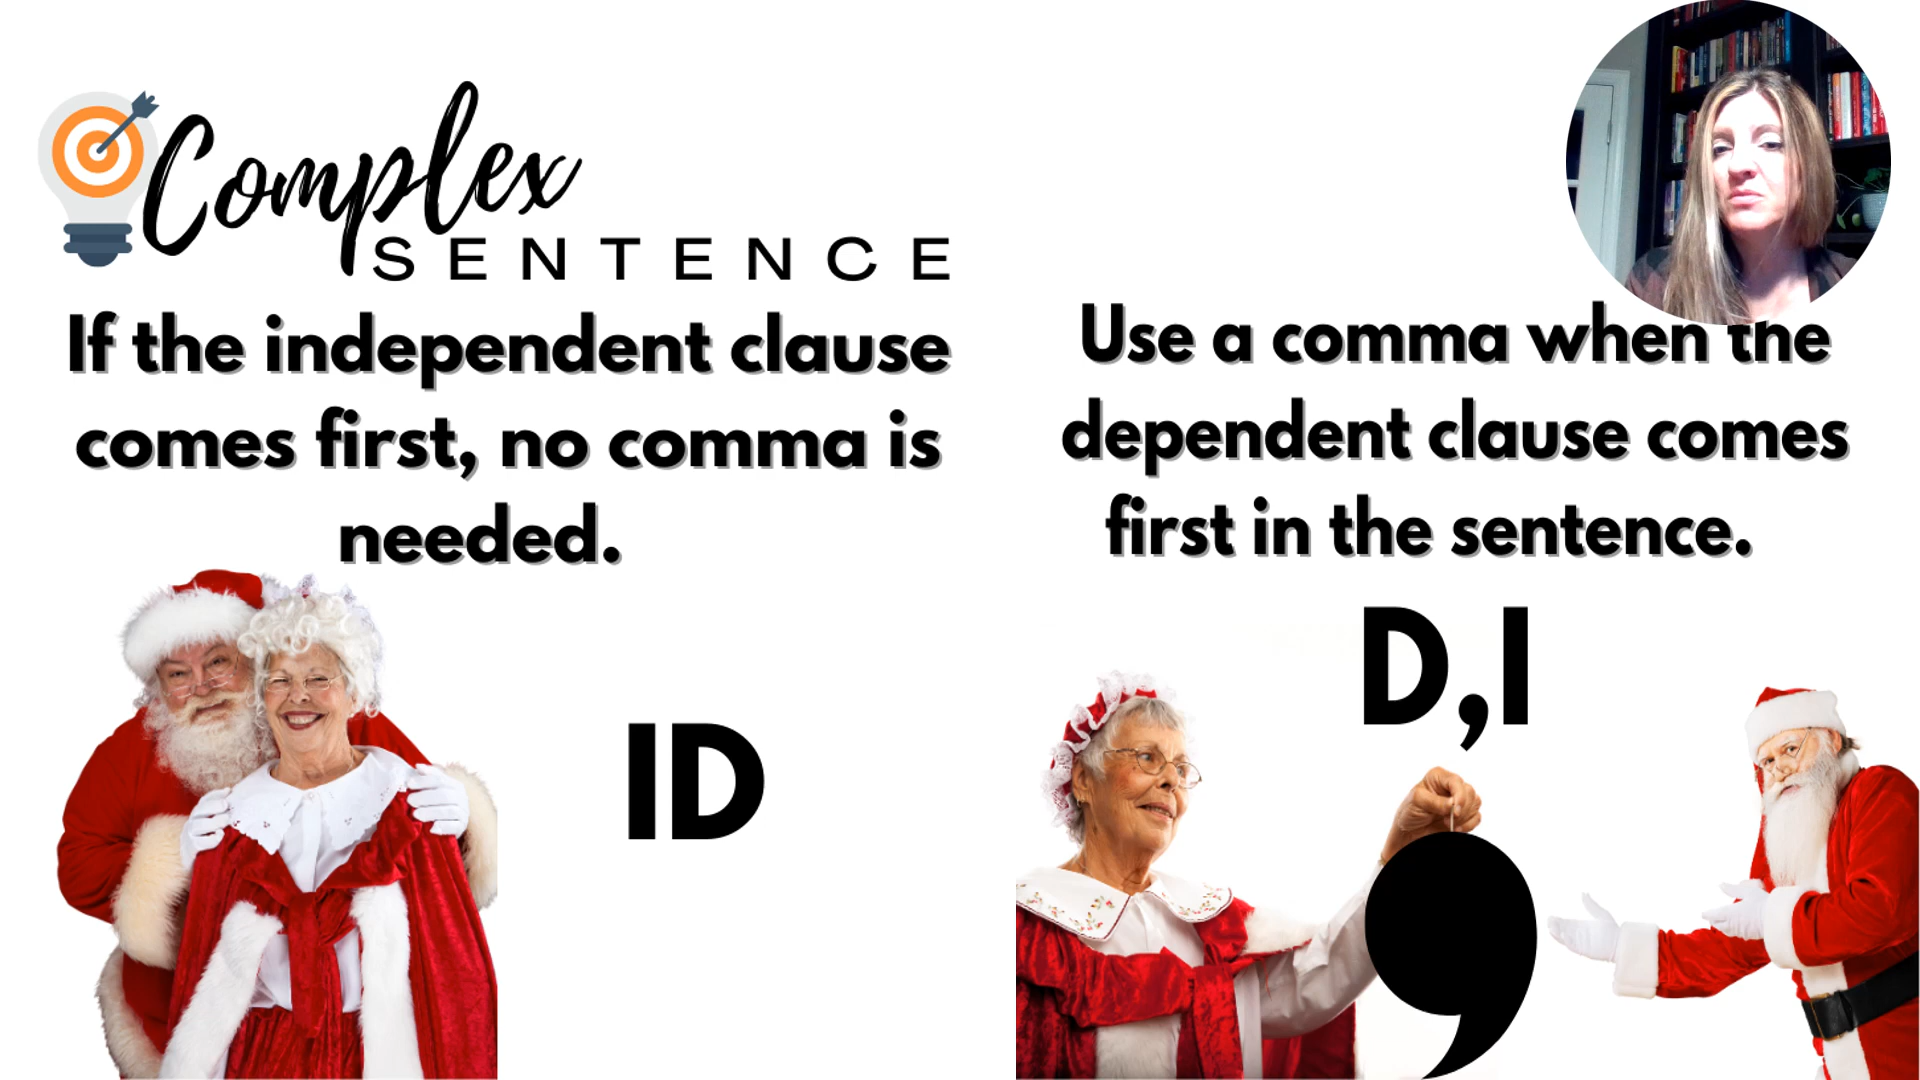 Complex
SENTENCE
If the independent clause
comes first, no comma is
needed.
ID
Use a comma when the
dependent clause comes
first in the sentence.
D,I